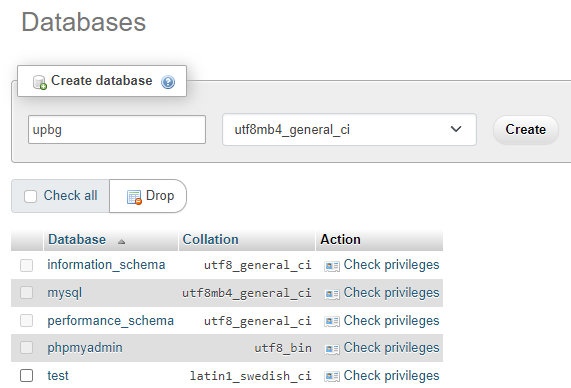 Databases
Create database
upbg utf8mb4_general_ci Create
Check all Drop
Database Collation Action
information_schema utf8_general_ci Check privileges
mysql utf8mb4_general_ci Check privileges
performance_schema utf8_general_ci Check privileges
phpmyadmin utf8_bin Check privileges
test latin1_swedish_ci Check privileges